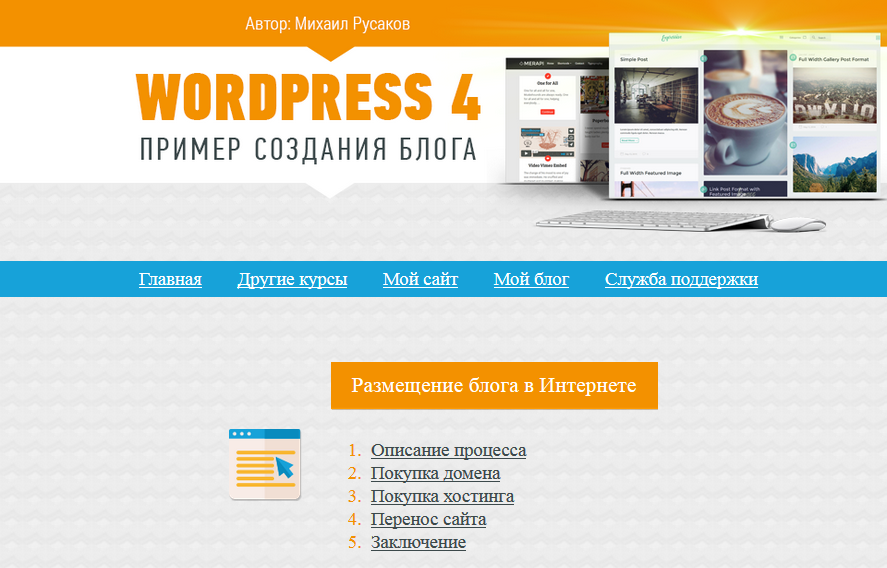 Автор: Михаил Русаков
WORDPRESS 4
ПРИМЕР СОЗДАНИЯ БЛОГА
MERAPI
One for All
Video Vimeo Embed
Simple Post
Full Width Featured Image
Link Post Format with
Featured Image
Full Width Gallery Post Format
Главная Другие курсы Мой сайт Мой блог Служба поддержки
Размещение блога в Интернете
1. Описание процесса
2. Покупка домена
3. Покупка хостинга
4. Перенос сайта
5. Заключение